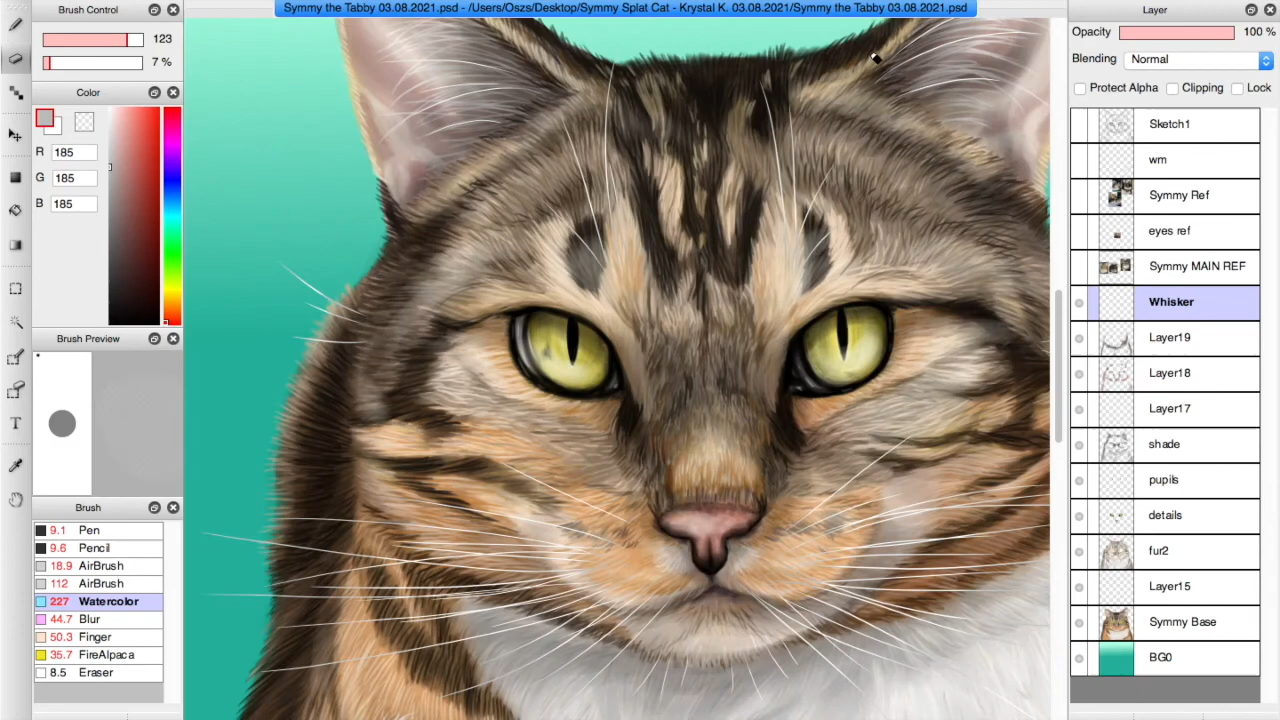 Symmy the Tabby 03.08.2021.psd - /Users/Oszs/Desktop/Symmy Splat Cat - Krystal K. 03.08.2021/Symmy the Tabby 03.08.2021.psd
Brush Control
123
7 %
Color
R 185
G 185
B 185
Brush Preview
Brush
9.1 Pen
9.6 Pencil
18.9 AirBrush
112 AirBrush
227 Watercolor
44.7 Blur
50.3 Finger
35.7 FireAlpaca
8.5 Eraser
T
Layer
Opacity 100 %
Blending Normal
Protect Alpha Clipping Lock
Sketch1
wm
Symmy Ref
eyes ref
Symmy MAIN REF
Whisker
Layer19
Layer18
Layer17
shade
pupils
details
fur2
Layer15
Symmy Base
BG0